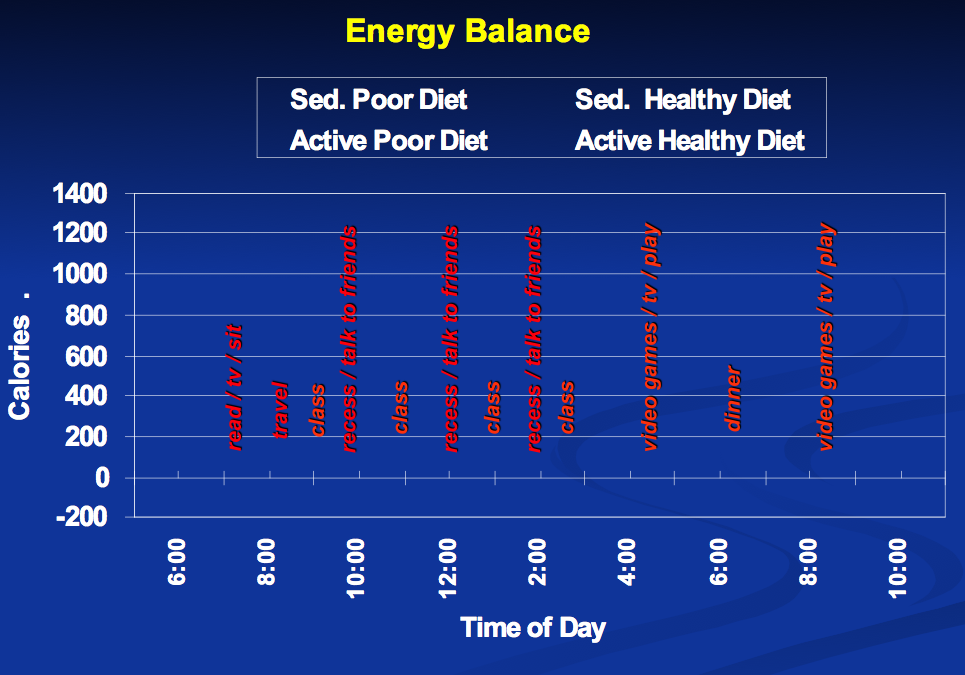 Energy Balance
Sed. Poor Diet
Sed. Healthy Diet
Active Poor Diet
Active Healthy Diet
1400
1200
1000
800
600
400
200
0
-200
Calories .
read / tv / sit
travel
class
recess / talk to friends
class
recess / talk to friends
class
recess / talk to friends
class
video games / tv / play
dinner
video games / tv / play
6:00
8:00
10:00
12:00
2:00
4:00
6:00
8:00
10:00
Time of Day